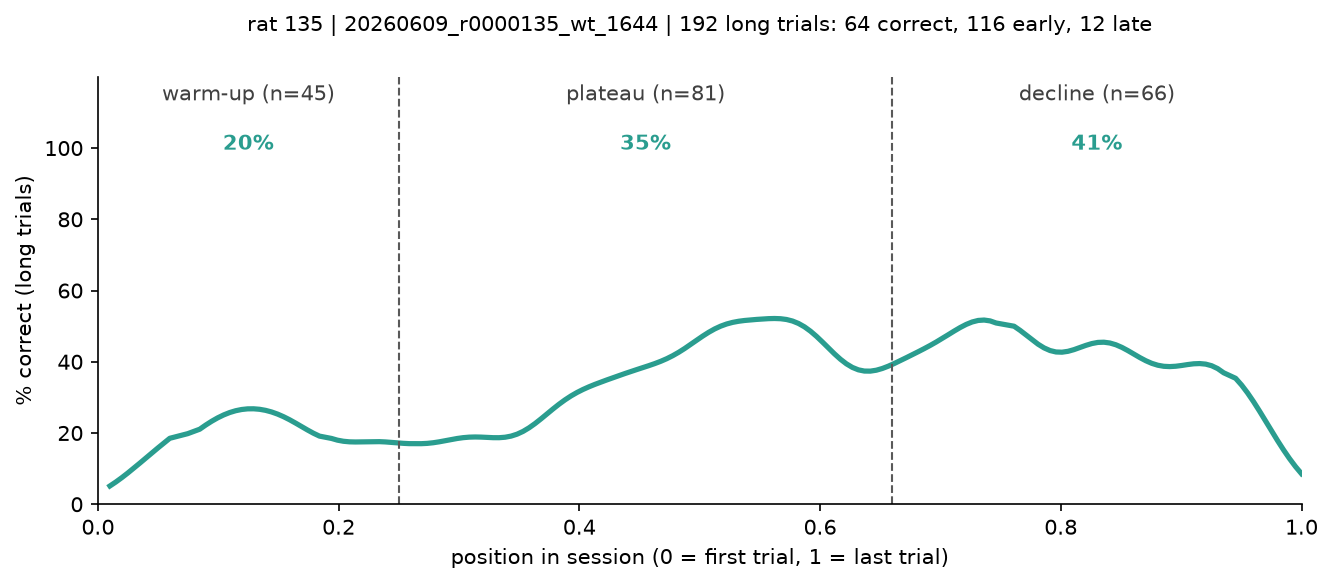 rat 135 | 20260609_r0000135_wt_1644 | 192 long trials: 64 correct, 116 early, 12 late
warm-up (n=45)
plateau (n=81)
decline (n=66)
20%
35%
41%
% correct (long trials)
100
80
60
40
20
0
0.0
0.2
0.4
0.6
0.8
1.0
position in session (0 = first trial, 1 = last trial)